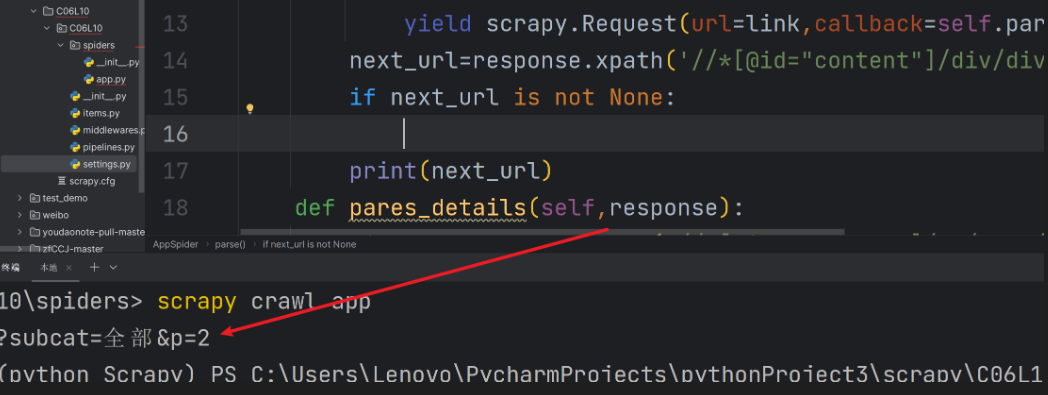 C06L10
C06L10
spiders
__init__.py
app.py
__init__.py
items.py
middlewares.p
pipelines.py
settings.py
scrapy.cfg
test_demo
weibo
youdaonote-pull-master
zfCCJ-master
13 yield scrapy.Request(url=link,callback=self.par
14 next_url=response.xpath('//*[@id="content"]/div/div
15 if next_url is not None:
16
17 print(next_url)
18 def pares_details(self,response):
AppSpider > parse() > if next_url is not None
终端 本地 × +
10\spiders> scrapy crawl app
?subcat=全部&p=2
(python Scrapy) PS C:\Users\Lenovo\PycharmProjects\pythonProject3\scrapy\C06L1